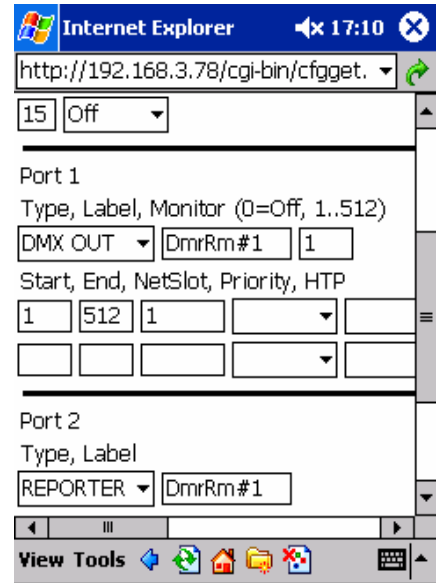 Internet Explorer 17:10
http://192.168.3.78/cgi-bin/cfgget.
15 Off
Port 1
Type, Label, Monitor (0=Off, 1..512)
DMX OUT DmrRm#1 1
Start, End, NetSlot, Priority, HTP
1 512 1
Port 2
Type, Label
REPORTER DmrRm#1
View Tools